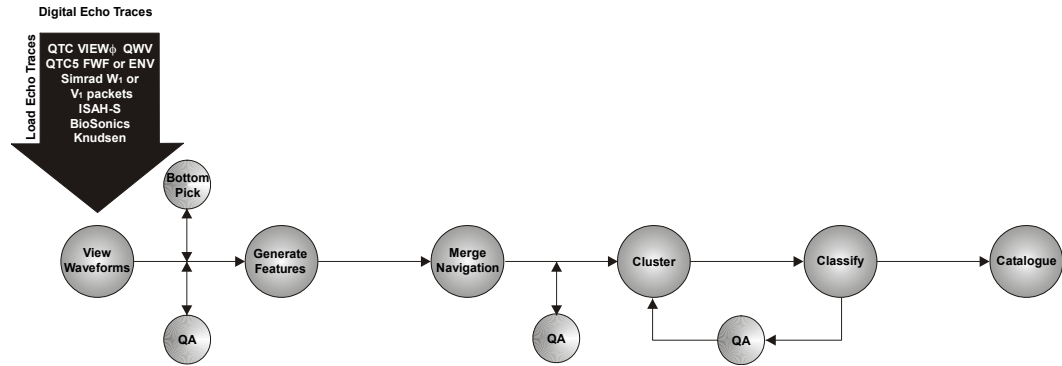 Digital Echo Traces
Load Echo Traces
QTC VIEWϕ QWV
QTC5 FWF or ENV
Simrad W₁ or
V₁ packets
ISAH-S
BioSonics
Knudsen
Bottom
Pick
View
Waveforms
QA
Generate
Features
Merge
Navigation
QA
Cluster
QA
Classify
Catalogue